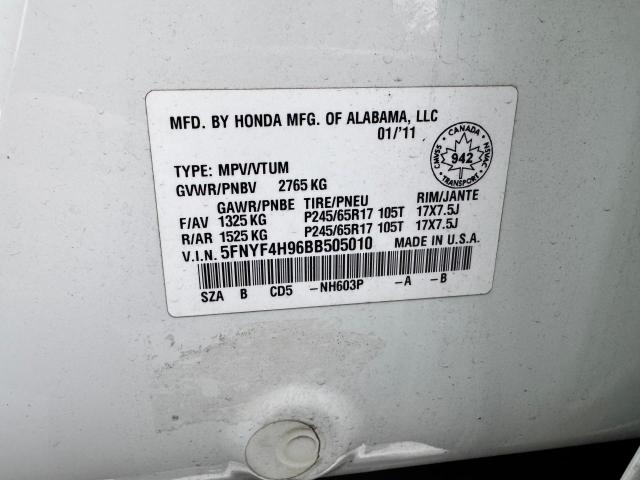 MFD. BY HONDA MFG. OF ALABAMA, LLC
01/'11
CANADA
CMVSS 942 NSVAC
TRANSPORT
TYPE: MPV/VTUM
GVWR/PNBV 2765 KG
GAWR/PNBE TIRE/PNEU RIM/JANTE
F/AV 1325 KG P245/65R17 105T 17X7.5J
R/AR 1525 KG P245/65R17 105T 17X7.5J
V.I.N. 5FNYF4H96BB505010 MADE IN U.S.A.
SZA B CD5 -NH603P -A -B